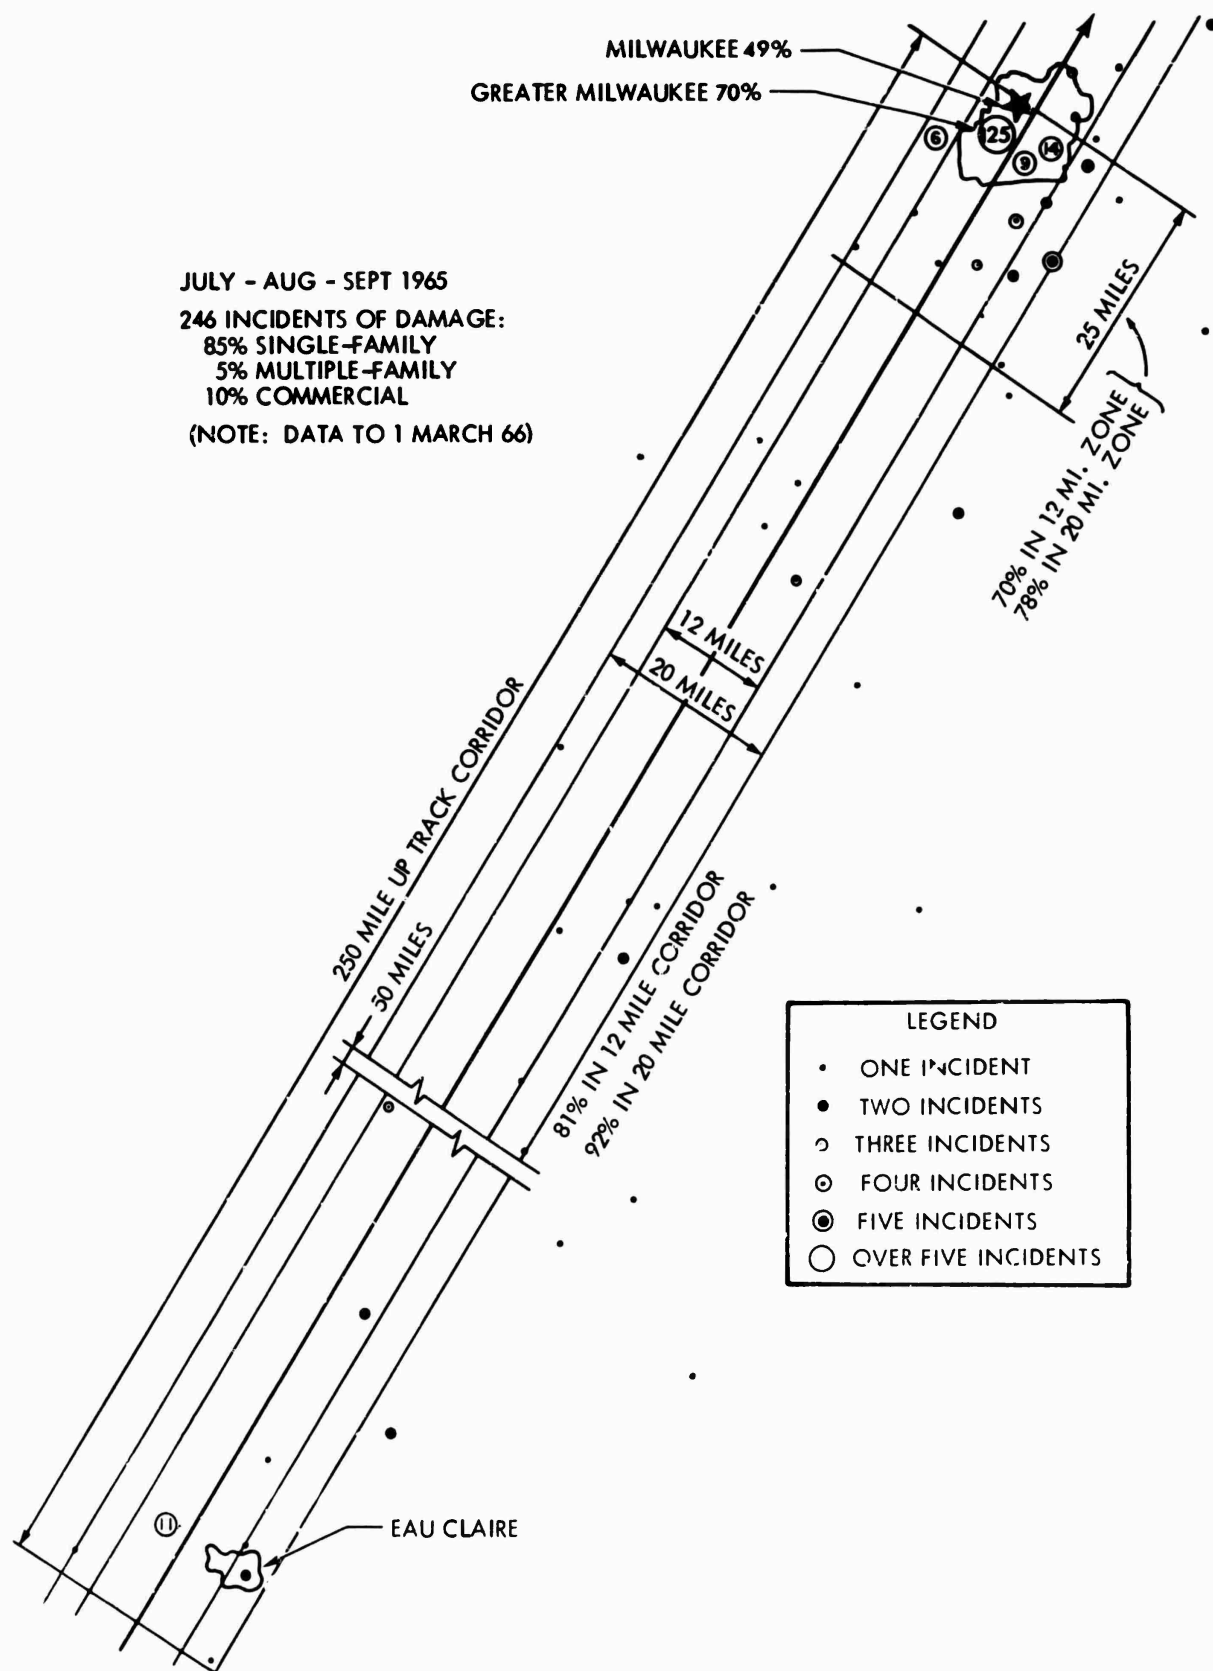 MILWAUKEE 49%
GREATER MILWAUKEE 70%
6
125
9
14
JULY - AUG - SEPT 1965
246 INCIDENTS OF DAMAGE:
85% SINGLE-FAMILY
5% MULTIPLE-FAMILY
10% COMMERCIAL
(NOTE: DATA TO 1 MARCH 66)
25 MILES
70% IN 12 MI. ZONE
78% IN 20 MI. ZONE
12 MILES
20 MILES
250 MILE UP TRACK CORRIDOR
50 MILES
81% IN 12 MILE CORRIDOR
92% IN 20 MILE CORRIDOR
LEGEND
ONE INCIDENT
TWO INCIDENTS
THREE INCIDENTS
FOUR INCIDENTS
FIVE INCIDENTS
OVER FIVE INCIDENTS
11
EAU CLAIRE